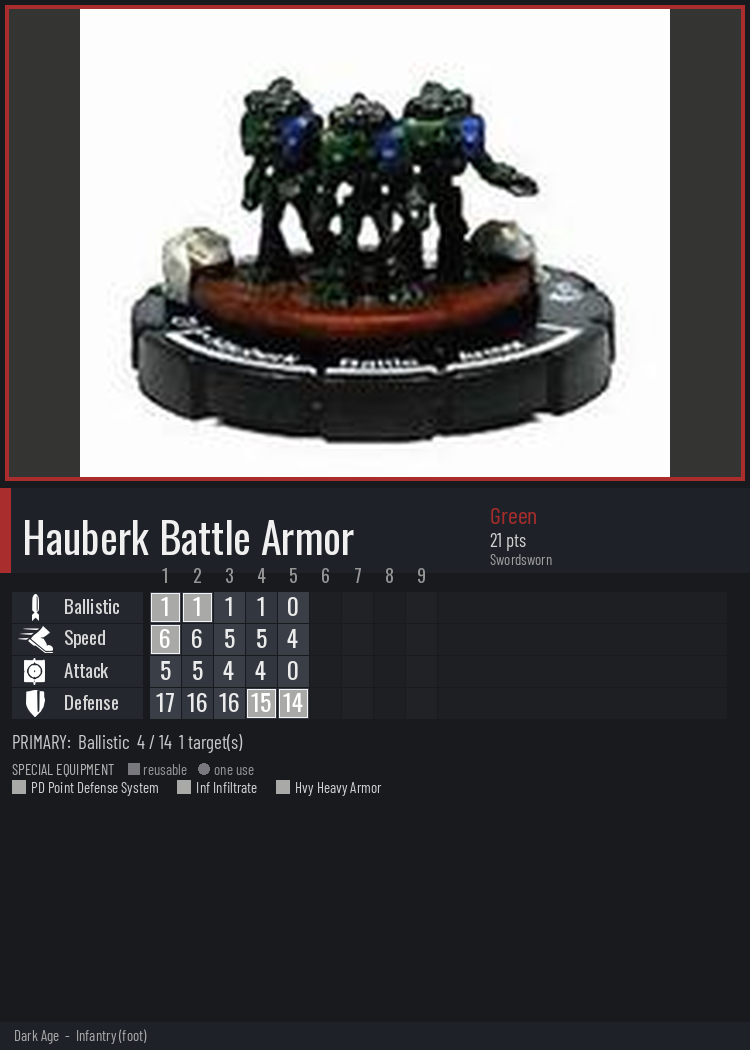 Battle
Hauberk Battle Armor
Green
21 pts
Swordsworn
1 2 3 4 5 6 7 8 9
Ballistic 1 1 1 1 0
Speed 6 6 5 5 4
Attack 5 5 4 4 0
Defense 17 16 16 15 14
PRIMARY: Ballistic 4 / 14 1 target(s)
SPECIAL EQUIPMENT reusable one use
PD Point Defense System Inf Infiltrate Hvy Heavy Armor
Dark Age - Infantry (foot)